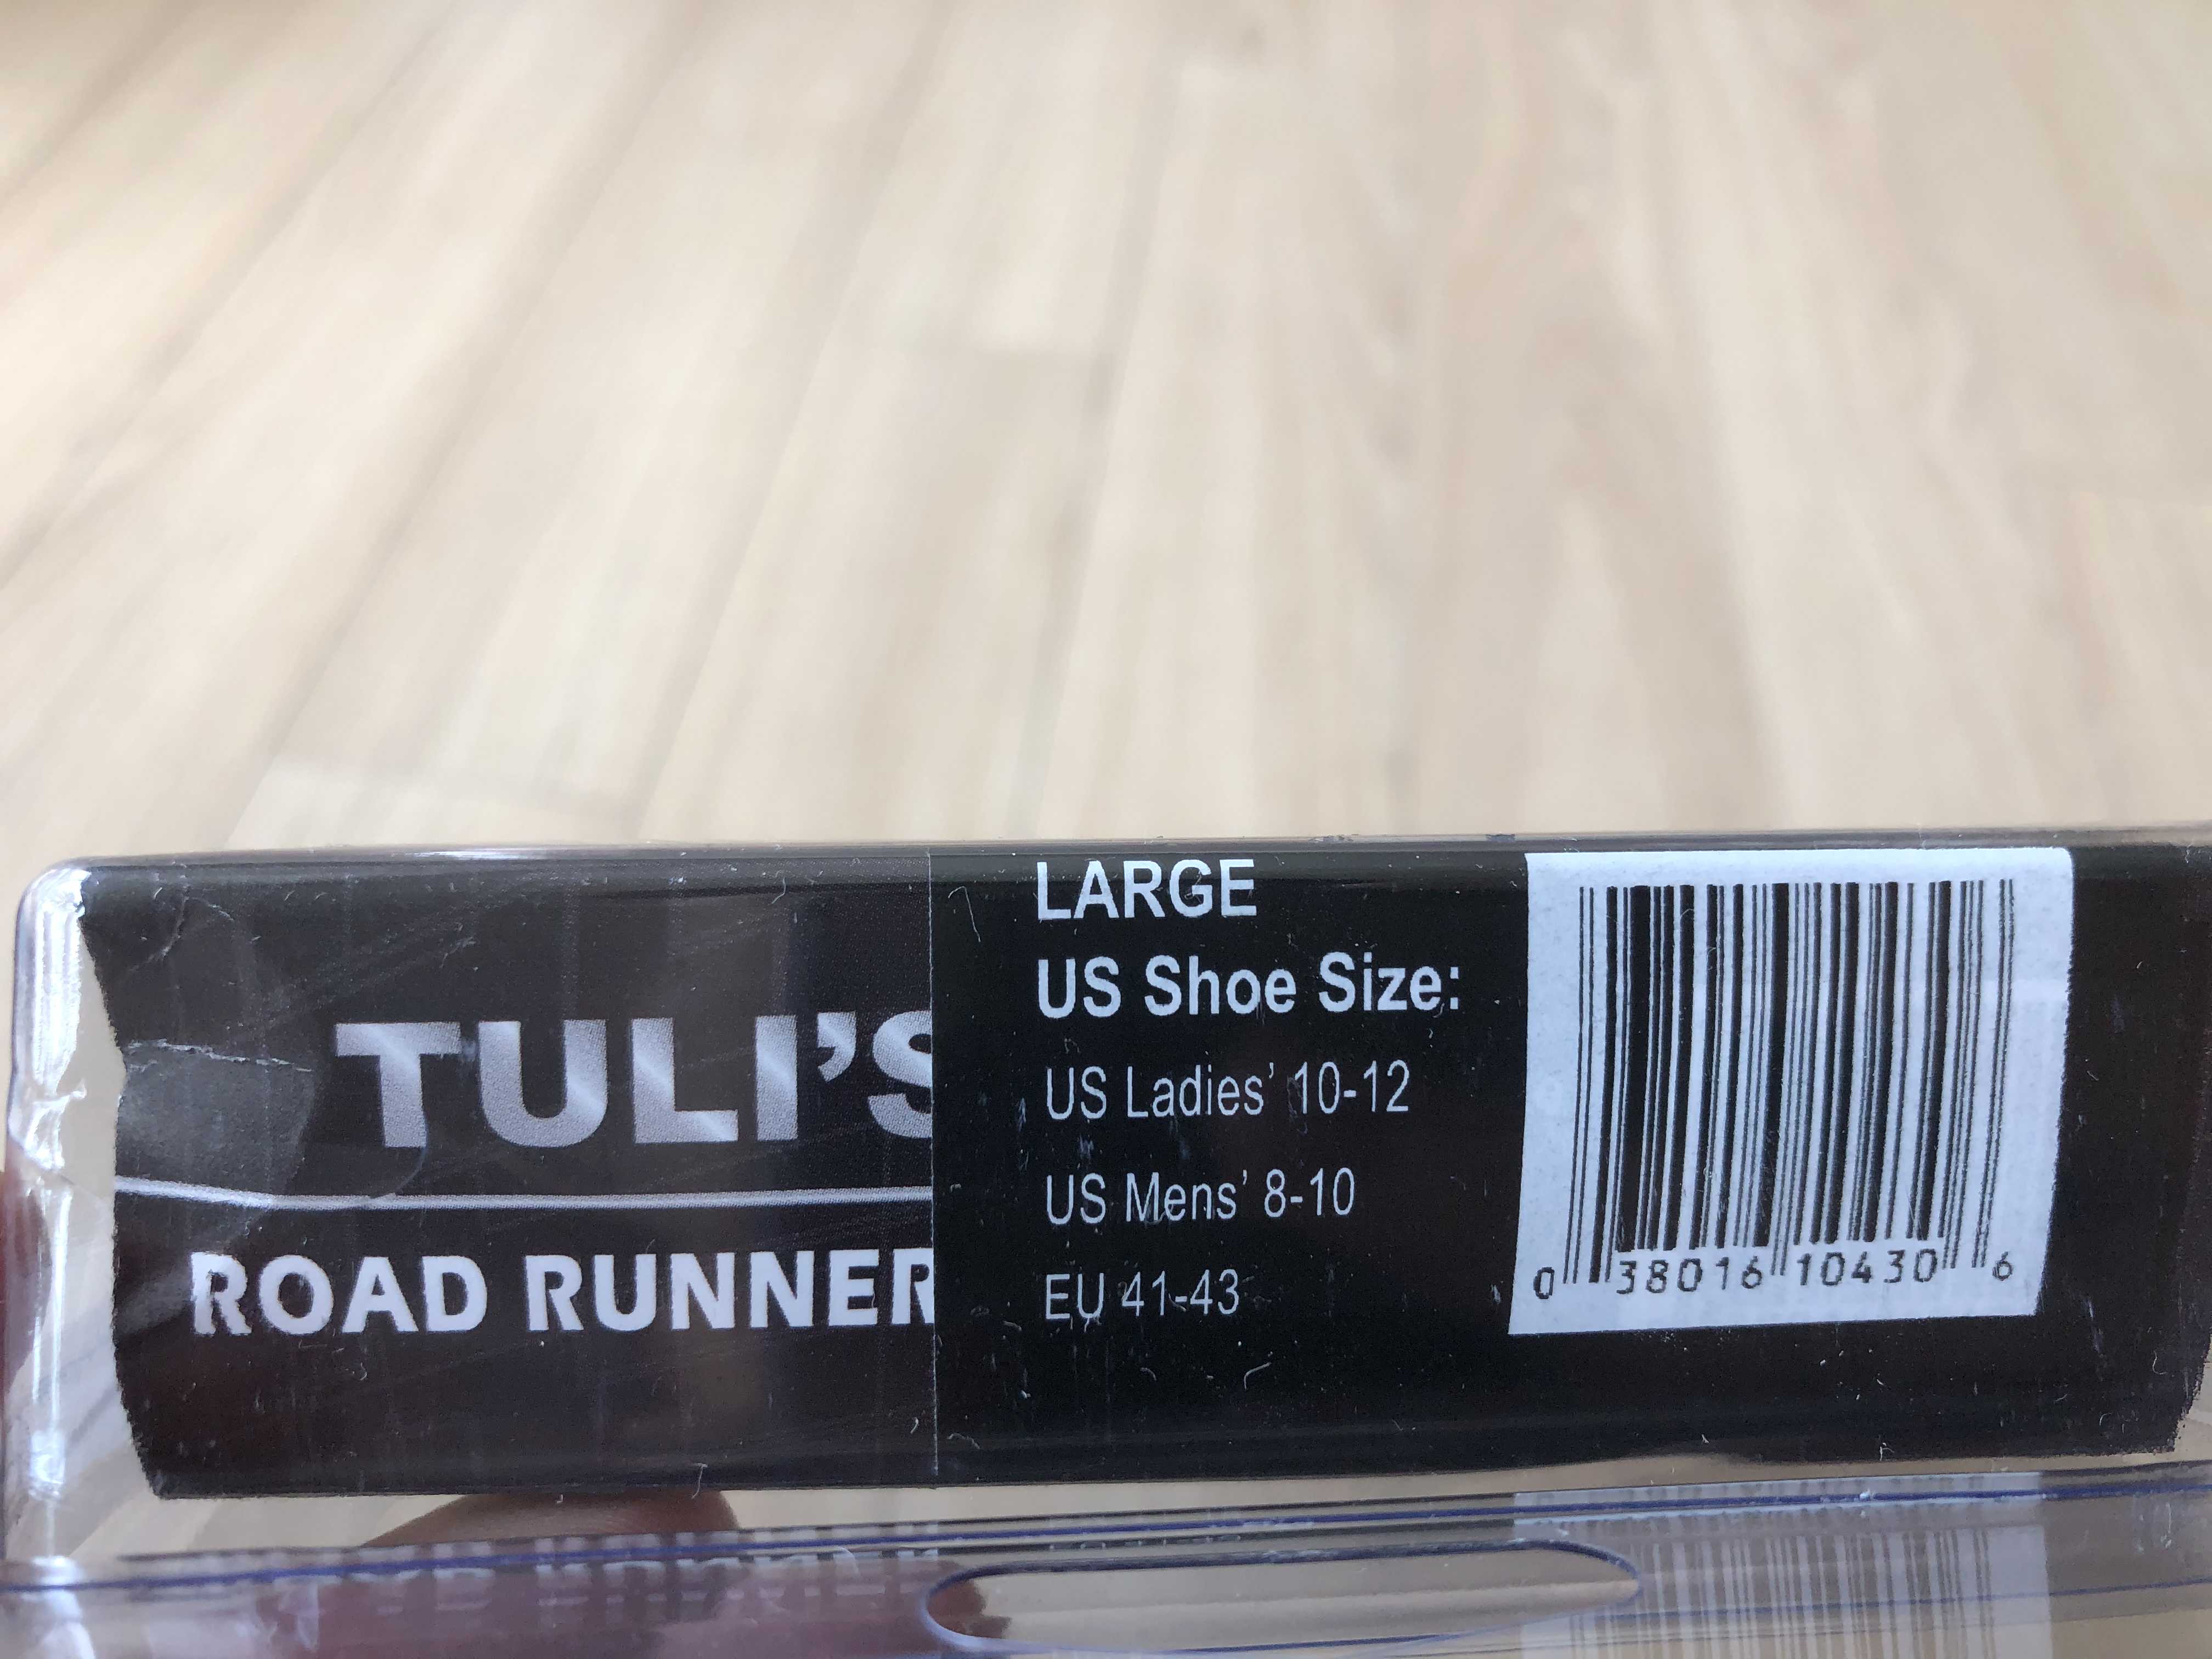 TULI'S
ROAD RUNNER
LARGE
US Shoe Size:
US Ladies' 10-12
US Mens' 8-10
EU 41-43
0 38016 10430 6